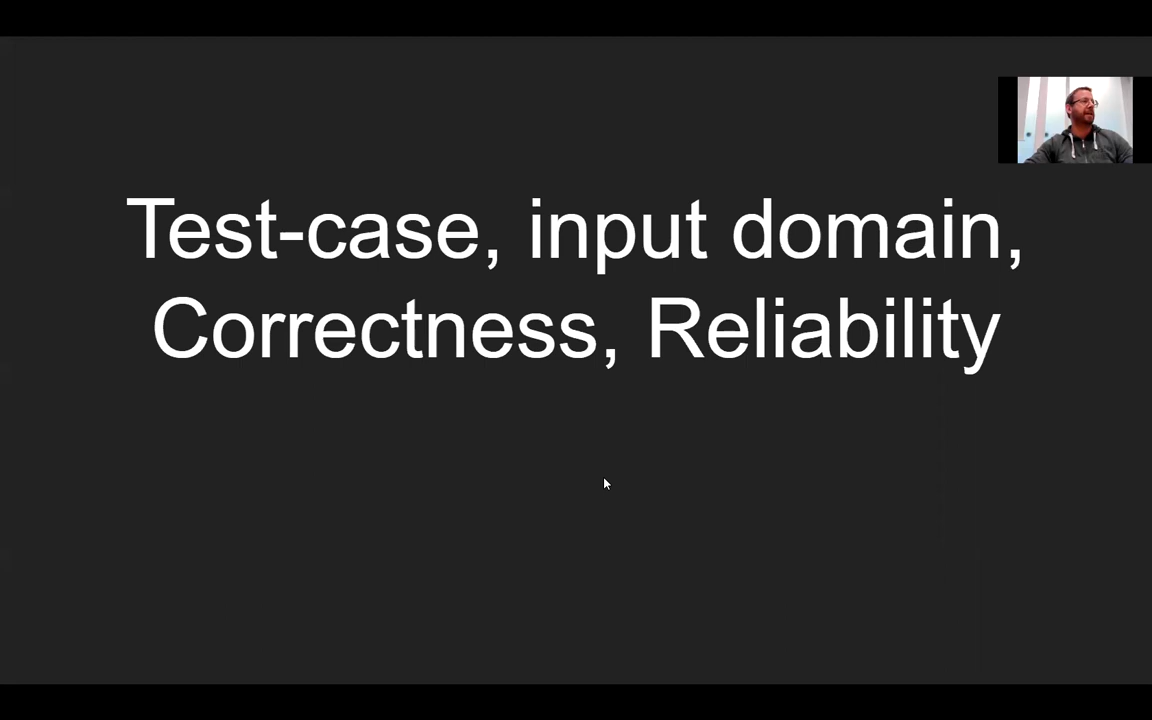 Test-case, input domain,
Correctness, Reliability